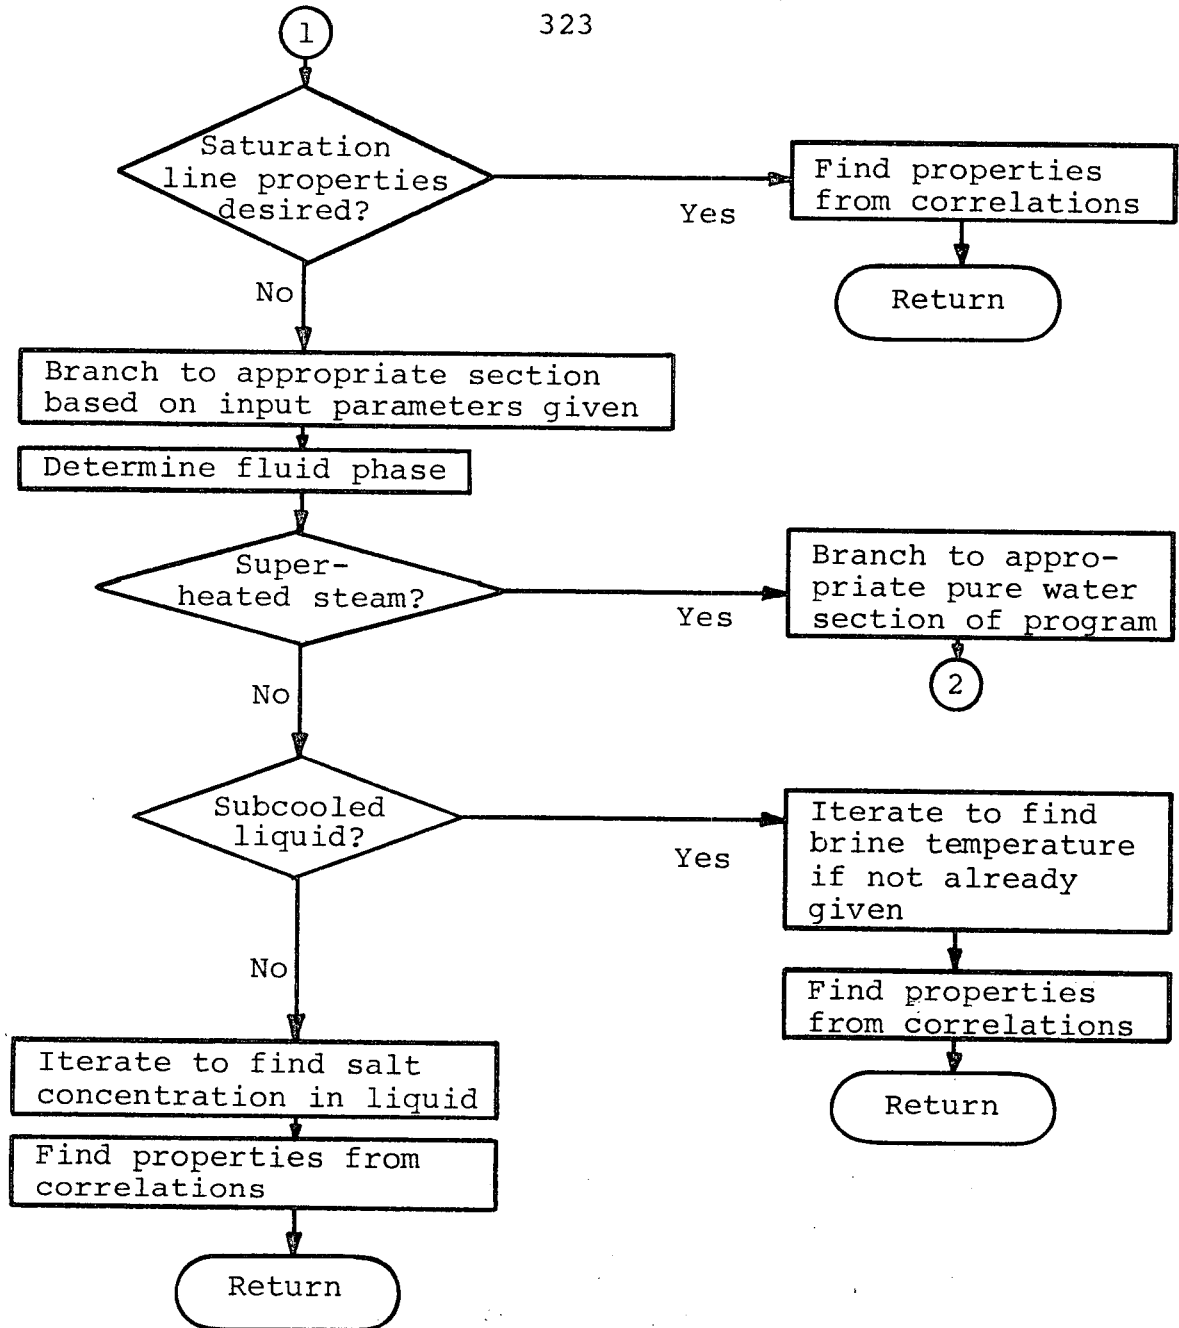 323
1
Saturation
line properties
desired?
Yes
Find properties
from correlations
Return
No
Branch to appropriate section
based on input parameters given
Determine fluid phase
Super-
heated steam?
Yes
Branch to appro-
priate pure water
section of program
2
No
Subcooled
liquid?
Yes
Iterate to find
brine temperature
if not already
given
Find properties
from correlations
Return
No
Iterate to find salt
concentration in liquid
Find properties from
correlations
Return